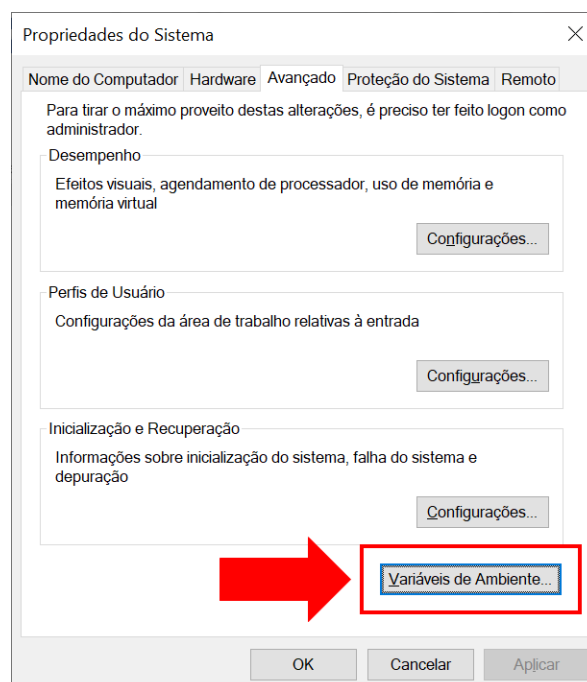 Propriedades do Sistema
Nome do Computador Hardware Avançado Proteção do Sistema Remoto
Para tirar o máximo proveito destas alterações, é preciso ter feito logon como
administrador.
Desempenho
Efeitos visuais, agendamento de processador, uso de memória e
memória virtual
Configurações...
Perfis de Usuário
Configurações da área de trabalho relativas à entrada
Configurações...
Inicialização e Recuperação
Informações sobre inicialização do sistema, falha do sistema e
depuração
Configurações...
Variáveis de Ambiente...
OK Cancelar Aplicar